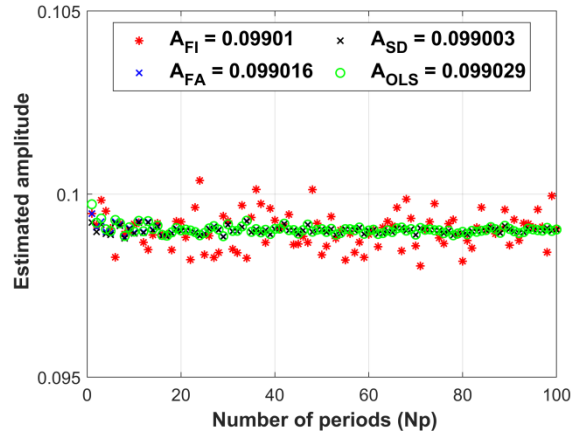 0.105
A_FI = 0.09901
A_SD = 0.099003
A_FA = 0.099016
A_OLS = 0.099029
Estimated amplitude
0.1
0.095
0 20 40 60 80 100
Number of periods (Np)